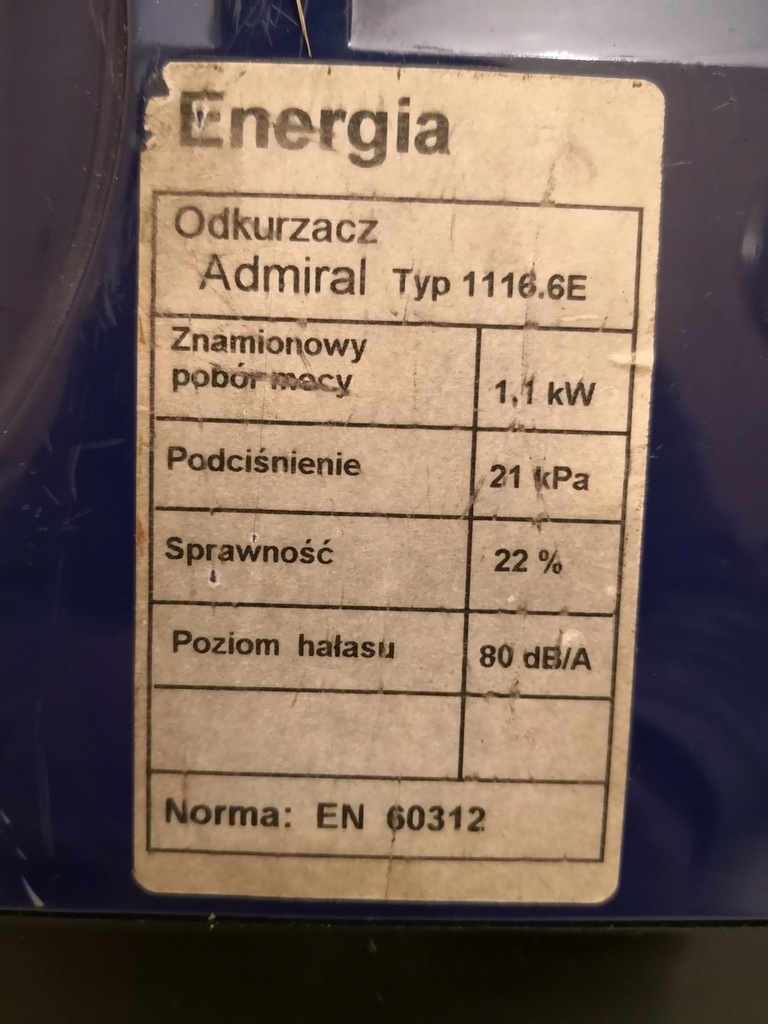 Energia
Odkurzacz
Admiral Typ 1116.6E
Znamionowy
pobór mocy 1,1 kW
Podciśnienie 21 kPa
Sprawność 22 %
Poziom hałasu 80 dB/A
Norma: EN 60312